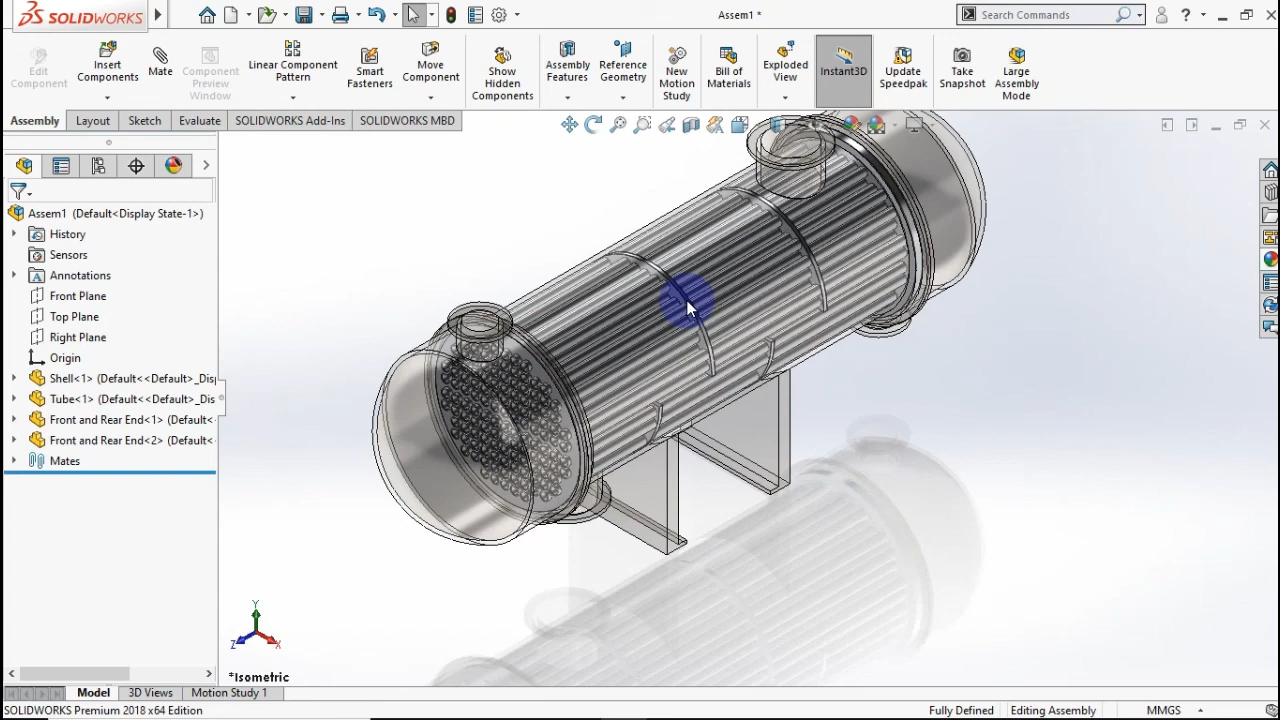 SOLIDWORKS
Assem1 *
Search Commands
Edit Component
Insert Components
Mate
Component Preview Window
Linear Component Pattern
Smart Fasteners
Move Component
Show Hidden Components
Assembly Features
Reference Geometry
New Motion Study
Bill of Materials
Exploded View
Instant3D
Update Speedpak
Take Snapshot
Large Assembly Mode
Assembly
Layout
Sketch
Evaluate
SOLIDWORKS Add-Ins
SOLIDWORKS MBD
Assem1 (Default<Display State-1>)
History
Sensors
Annotations
Front Plane
Top Plane
Right Plane
Origin
Shell<1> (Default<<Default>_Disp
Tube<1> (Default<<Default>_Dis
Front and Rear End<1> (Default<
Front and Rear End<2> (Default<
Mates
Y
Z
X
*Isometric
Model
3D Views
Motion Study 1
SOLIDWORKS Premium 2018 x64 Edition
Fully Defined
Editing Assembly
MMGS